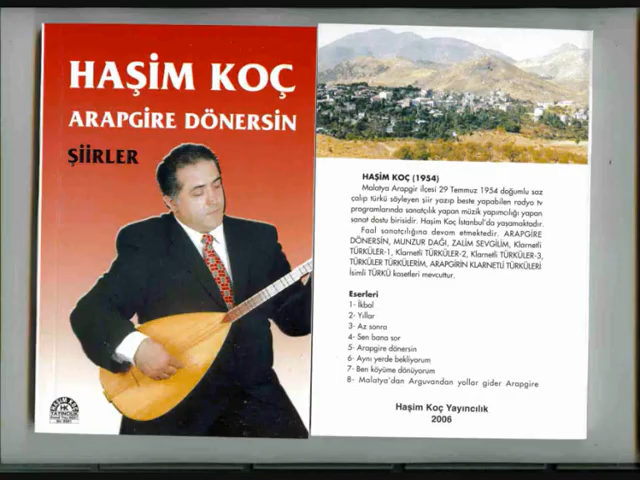 HAŞİM KOÇ
ARAPGİRE DÖNERSİN
ŞİİRLER
HAŞİM KOÇ
HK
YAYINCILIK
HAŞİM KOÇ (1954)
Malatya Arapgir ilçesi 29 Temmuz 1954 doğumlu saz
çalıp türkü söyleyen şiir yazıp beste yapabilen radyo tv
programlarında sanatçılık yapan müzik yapımcılığı yapan
sanat dostu birisidir. Haşim Koç İstanbul'da yaşamaktadır.
Faal sanatçılığına devam etmektedir. ARAPGİRE
DÖNERSİN, MUNZUR DAĞI, ZALİM SEVGİLİM, Klarnetli
TÜRKÜLER-1, Klarnetli TÜRKÜLER-2, Klarnetli TÜRKÜLER-3,
TÜRKÜLER TÜRKÜLERİM, ARAPGİRİN KLARNETLİ TÜRKÜLERİ
İsimli TÜRKÜ kasetleri mevcuttur.
Eserleri
1- İkbal
2- Yıllar
3- Az sonra
4- Sen bana sor
5- Arapgire dönersin
6- Aynı yerde bekliyorum
7- Ben köyüme dönüyorum
8- Malatya'dan Arguvandan yollar gider Arapgire
Haşim Koç Yayıncılık
2006